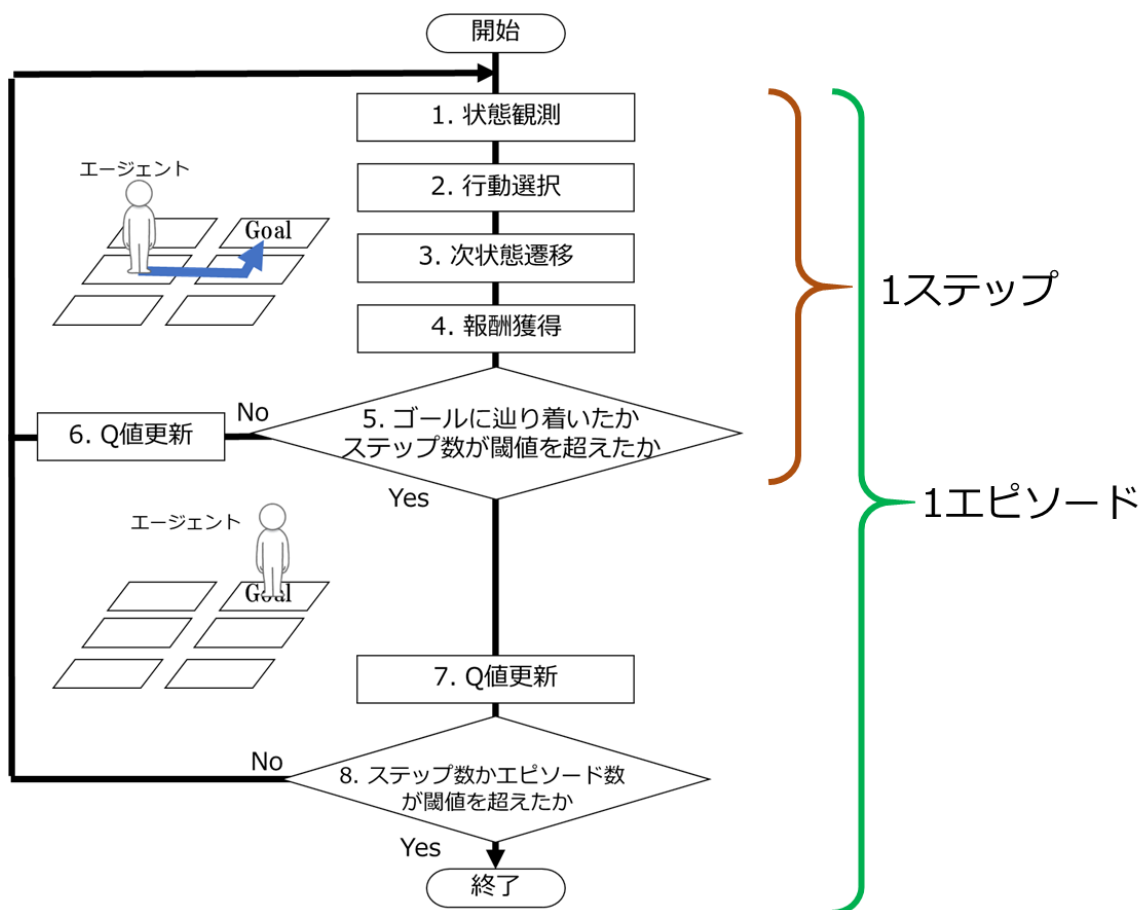 開始
1. 状態観測
エージェント
2. 行動選択
Goal
3. 次状態遷移
1ステップ
4. 報酬獲得
No
5. ゴールに辿り着いたか
ステップ数が閾値を超えたか
6. Q値更新
Yes
1エピソード
エージェント
Goal
7. Q値更新
No
8. ステップ数かエピソード数
が閾値を超えたか
Yes
終了